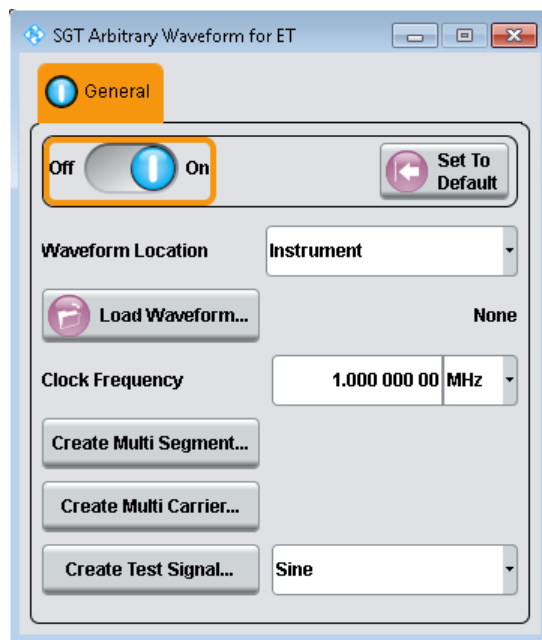 SGT Arbitrary Waveform for ET
General
Off On
Set To
Default
Waveform Location Instrument
Load Waveform... None
Clock Frequency 1.000 000 00 MHz
Create Multi Segment...
Create Multi Carrier...
Create Test Signal... Sine